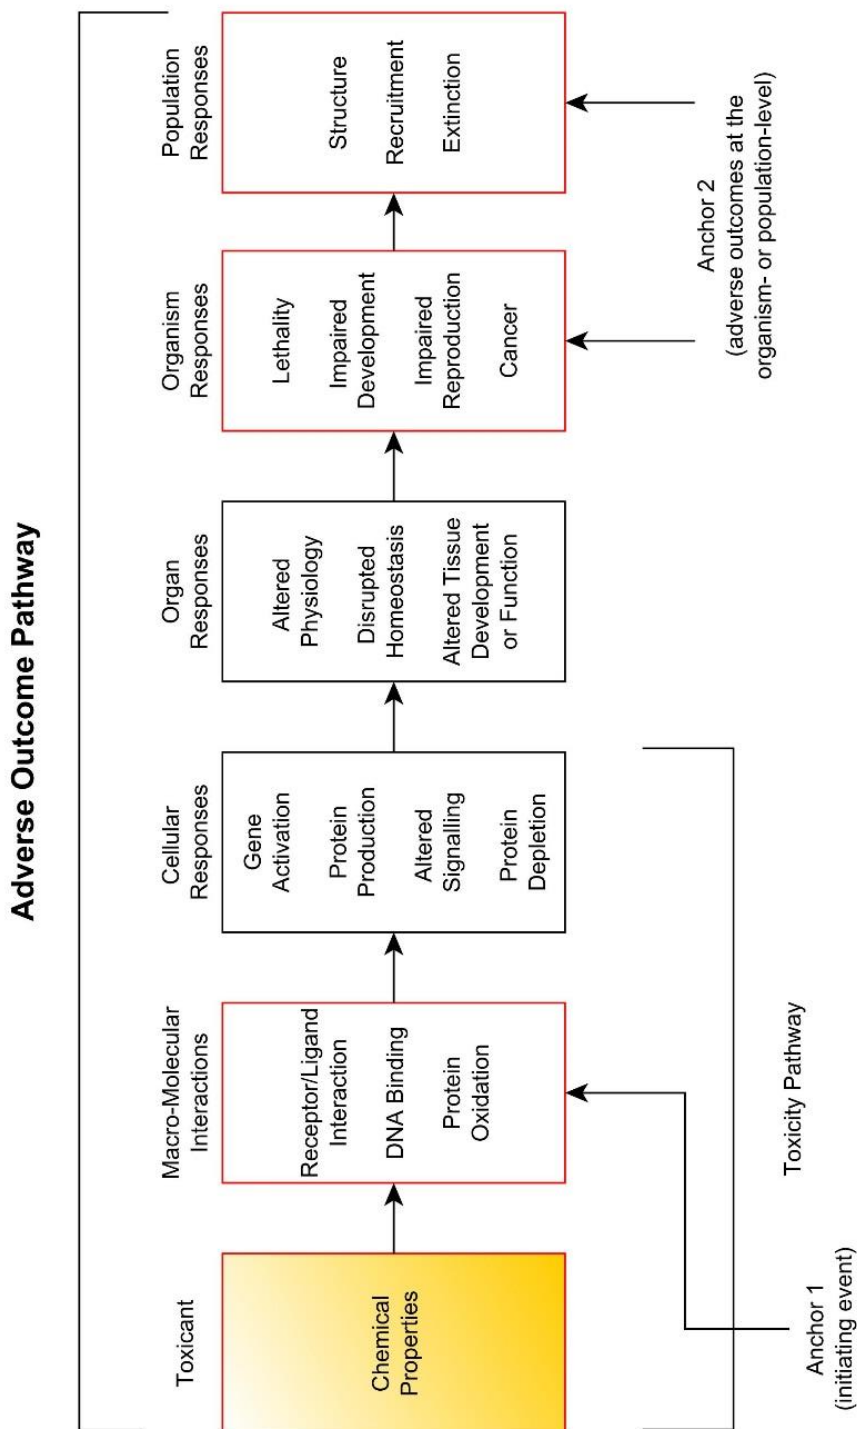 Adverse Outcome Pathway
Toxicant
Chemical
Properties
Macro-Molecular
Interactions
Receptor/Ligand
Interaction
DNA Binding
Protein
Oxidation
Cellular
Responses
Gene
Activation
Protein
Production
Altered
Signalling
Protein
Depletion
Organ
Responses
Altered
Physiology
Disrupted
Homeostasis
Altered Tissue
Development
or Function
Organism
Responses
Lethality
Impaired
Development
Impaired
Reproduction
Cancer
Population
Responses
Structure
Recruitment
Extinction
Toxicity Pathway
Anchor 1
(initiating event)
Anchor 2
(adverse outcomes at the
organism- or population-level)